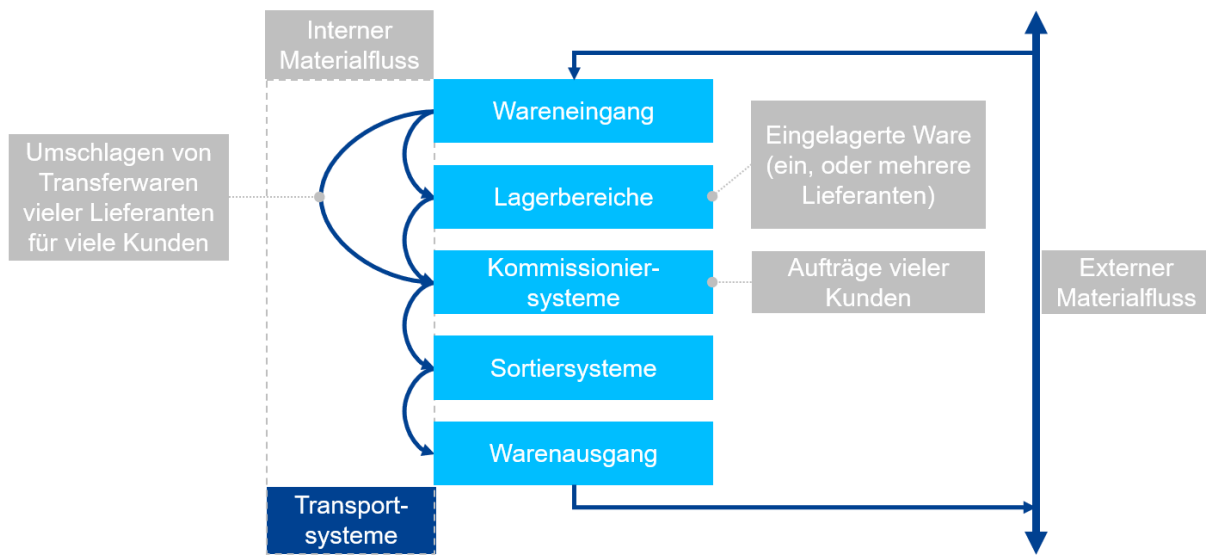 Interner
Materialfluss
Wareneingang
Umschlagen von
Transferwaren
vieler Lieferanten
für viele Kunden
Eingelagerte Ware
(ein, oder mehrere
Lieferanten)
Lagerbereiche
Kommissionier-
systeme
Aufträge vieler
Kunden
Externer
Materialfluss
Sortiersysteme
Warenausgang
Transport-
systeme